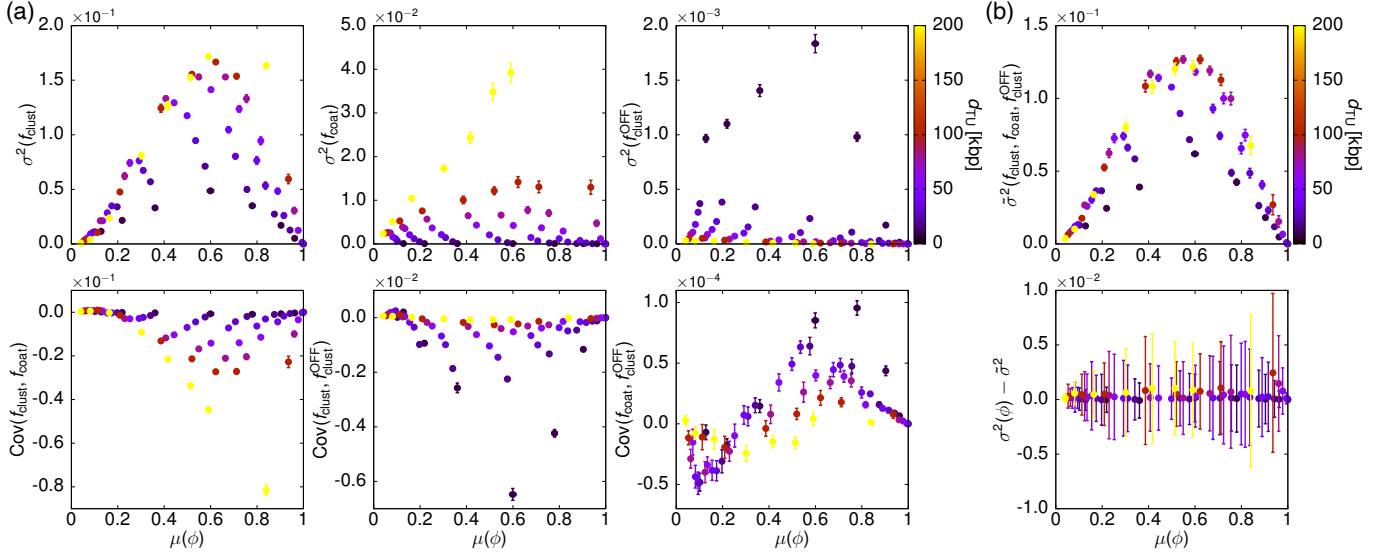 (a)
×10⁻¹
2.0
1.5
1.0
0.5
0.0
σ²(f_clust)
×10⁻²
5.0
4.0
3.0
2.0
1.0
0.0
σ²(f_coat)
×10⁻³
2.0
1.5
1.0
0.5
0.0
σ²(f_clust^OFF)
200
150
100
50
0
d_TU [kbp]
(b)
×10⁻¹
1.5
1.0
0.5
0.0
σ̃²(f_clust, f_coat, f_clust^OFF)
200
150
100
50
0
d_TU [kbp]
×10⁻¹
0.0
-0.2
-0.4
-0.6
-0.8
Cov(f_clust, f_coat)
0 0.2 0.4 0.6 0.8 1
μ(ϕ)
×10⁻²
0.0
-0.2
-0.4
-0.6
Cov(f_clust, f_clust^OFF)
0 0.2 0.4 0.6 0.8 1
μ(ϕ)
×10⁻⁴
1.0
0.5
0.0
-0.5
Cov(f_coat, f_clust^OFF)
0 0.2 0.4 0.6 0.8 1
μ(ϕ)
×10⁻²
1.0
0.5
0.0
-0.5
-1.0
σ²(ϕ) − σ̃²
0 0.2 0.4 0.6 0.8 1
μ(ϕ)